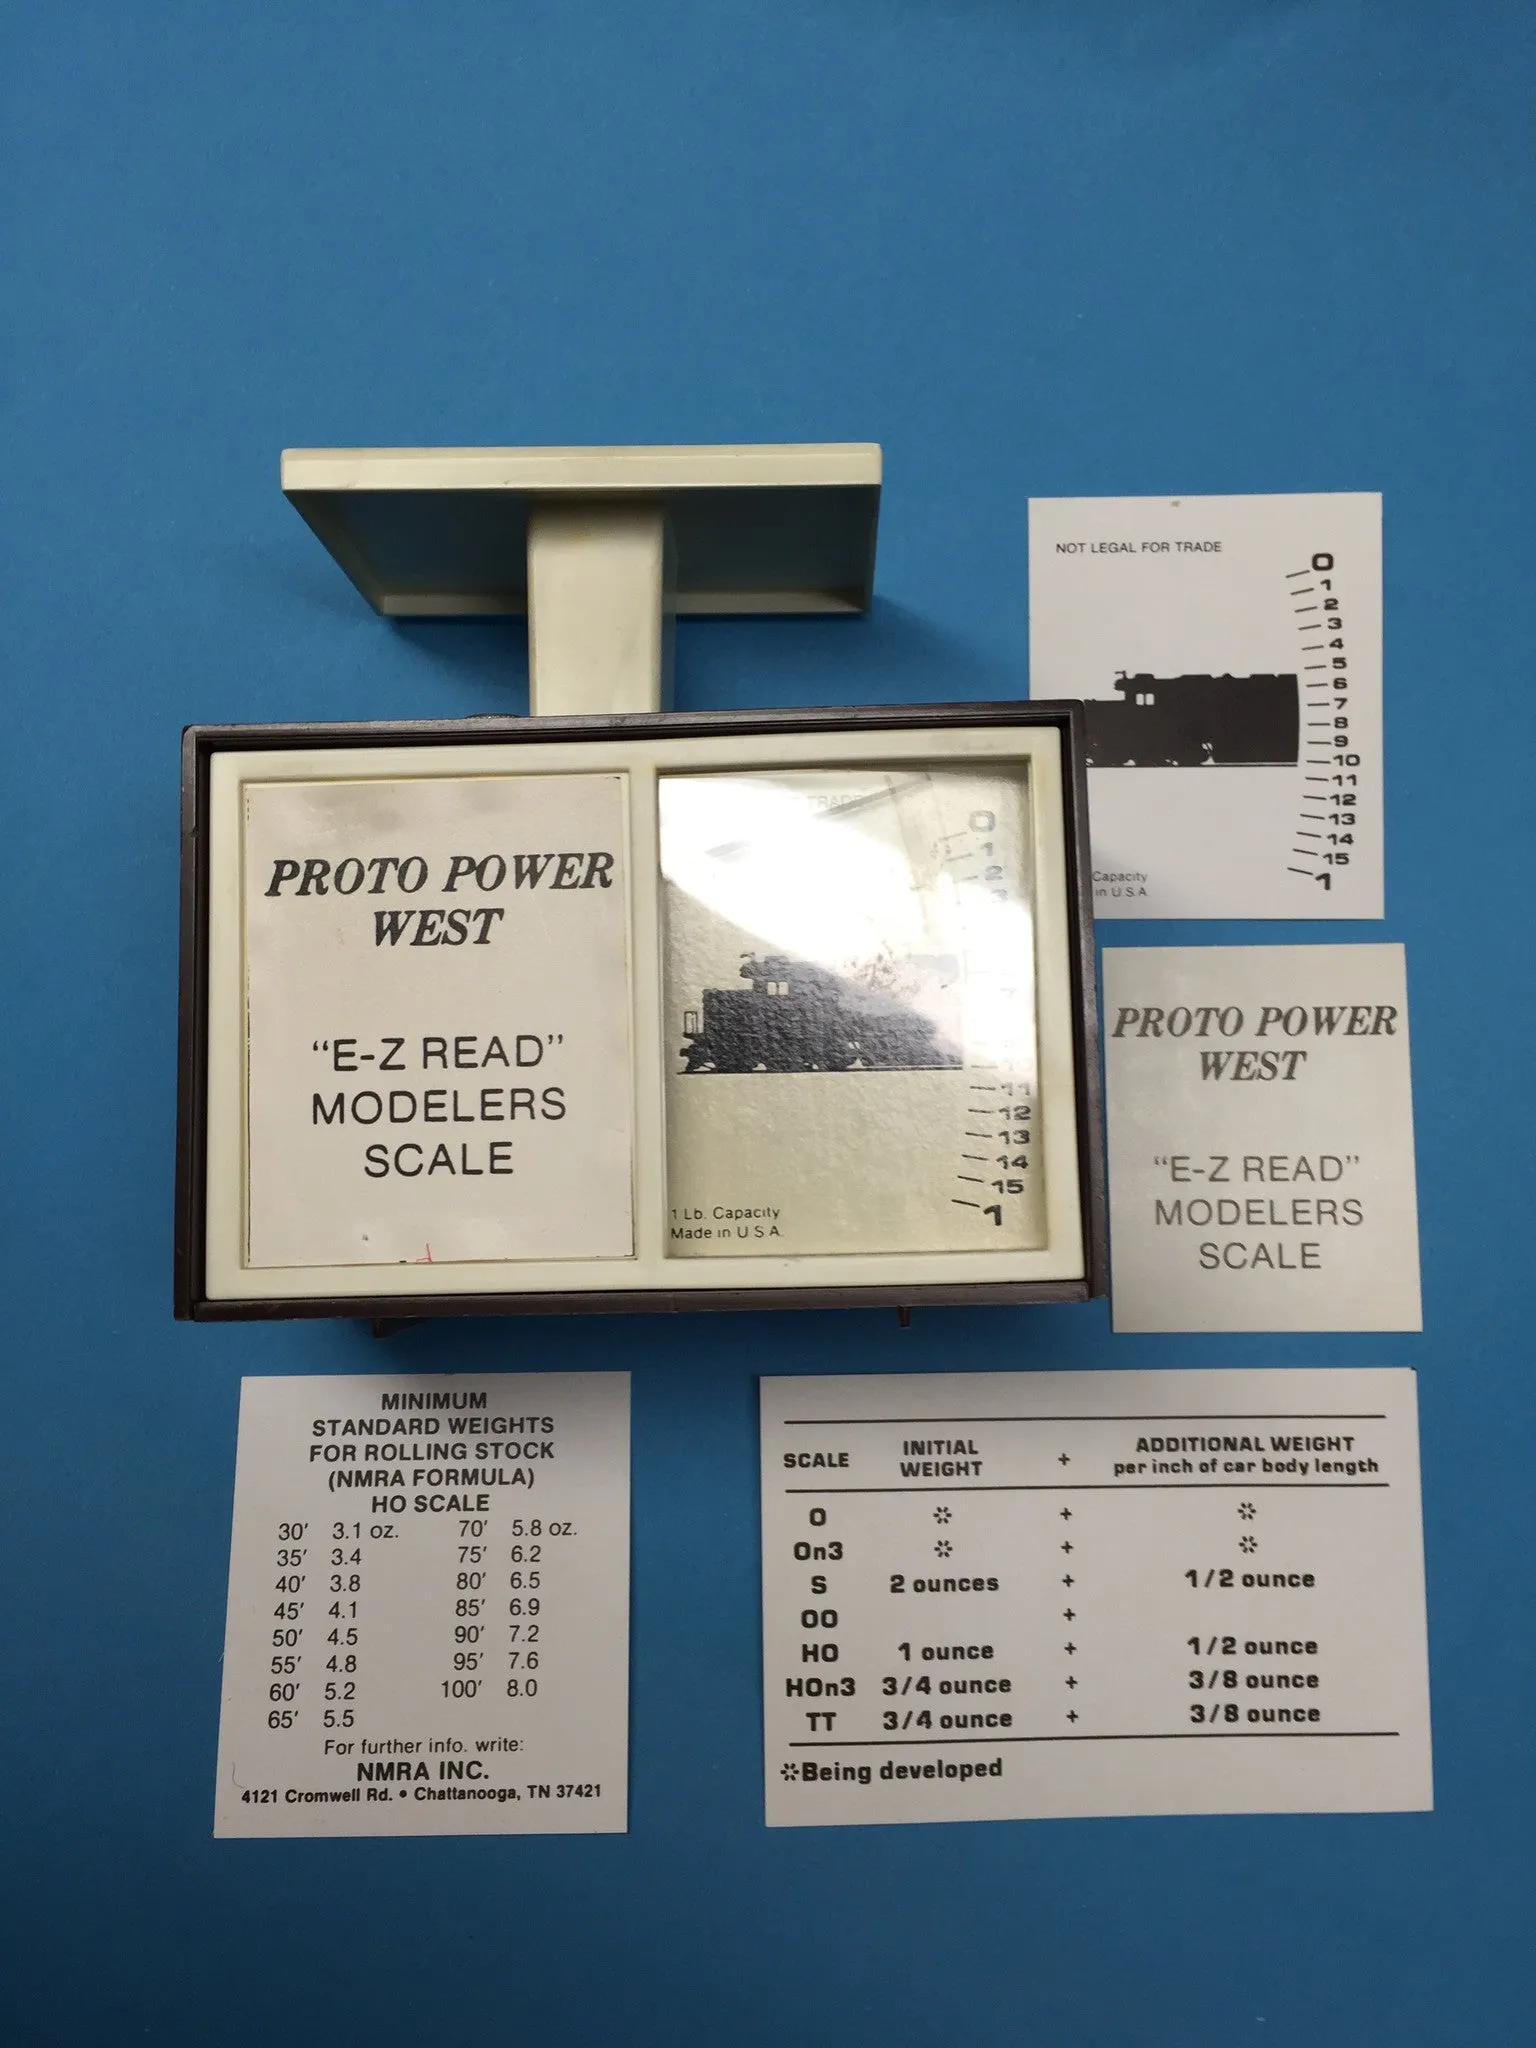 NOT LEGAL FOR TRADE
0
1
2
3
4
5
6
7
8
9
10
11
12
13
14
15
1
Capacity
in U.S.A.
PROTO POWER
WEST
"E-Z READ"
MODELERS
SCALE
TRADE
0
1
2
3
7
10
11
12
13
14
15
1
1 Lb. Capacity
Made in U.S.A.
PROTO POWER
WEST
"E-Z READ"
MODELERS
SCALE
MINIMUM
STANDARD WEIGHTS
FOR ROLLING STOCK
(NMRA FORMULA)
HO SCALE
30' 3.1 oz. 70' 5.8 oz.
35' 3.4 75' 6.2
40' 3.8 80' 6.5
45' 4.1 85' 6.9
50' 4.5 90' 7.2
55' 4.8 95' 7.6
60' 5.2 100' 8.0
65' 5.5
For further info. write:
NMRA INC.
4121 Cromwell Rd. • Chattanooga, TN 37421
SCALE INITIAL WEIGHT + ADDITIONAL WEIGHT per inch of car body length
O * + *
On3 * + *
S 2 ounces + 1/2 ounce
OO +
HO 1 ounce + 1/2 ounce
HOn3 3/4 ounce + 3/8 ounce
TT 3/4 ounce + 3/8 ounce
*Being developed